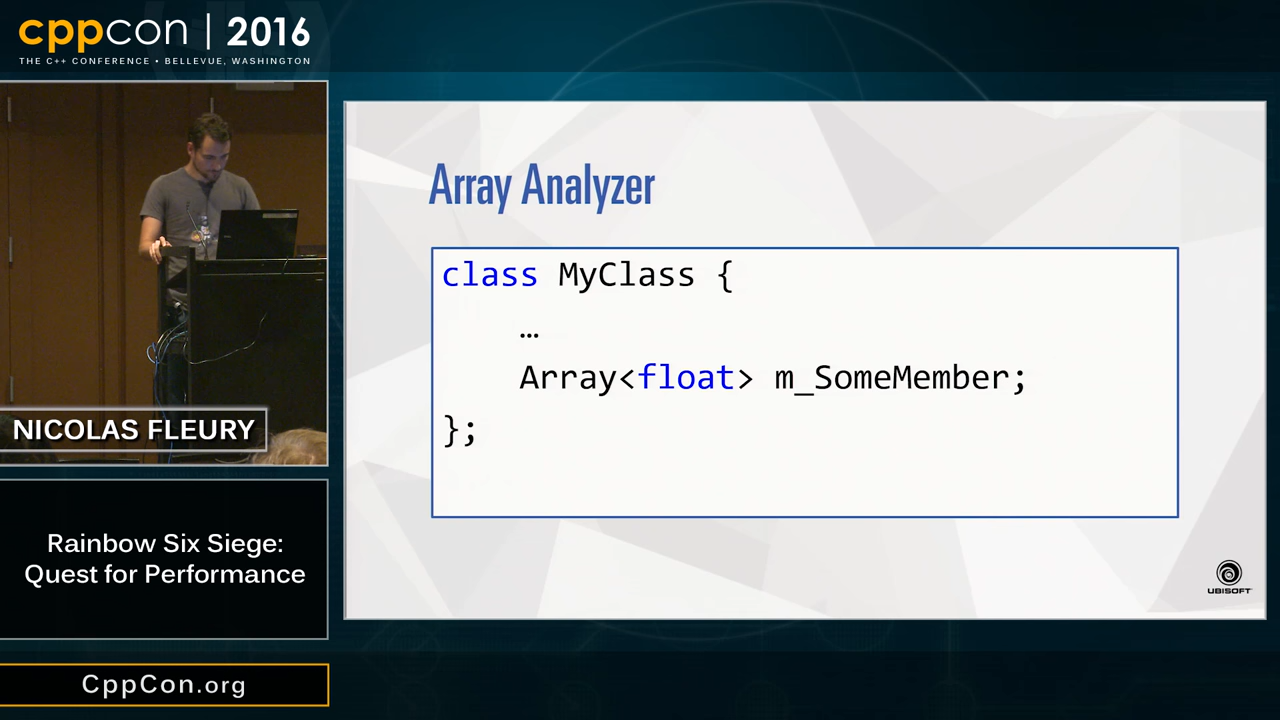 cppcon | 2016
THE C++ CONFERENCE • BELLEVUE, WASHINGTON
NICOLAS FLEURY
Rainbow Six Siege:
Quest for Performance
CppCon.org
Array Analyzer
class MyClass {
…
Array<float> m_SomeMember;
};
UBISOFT